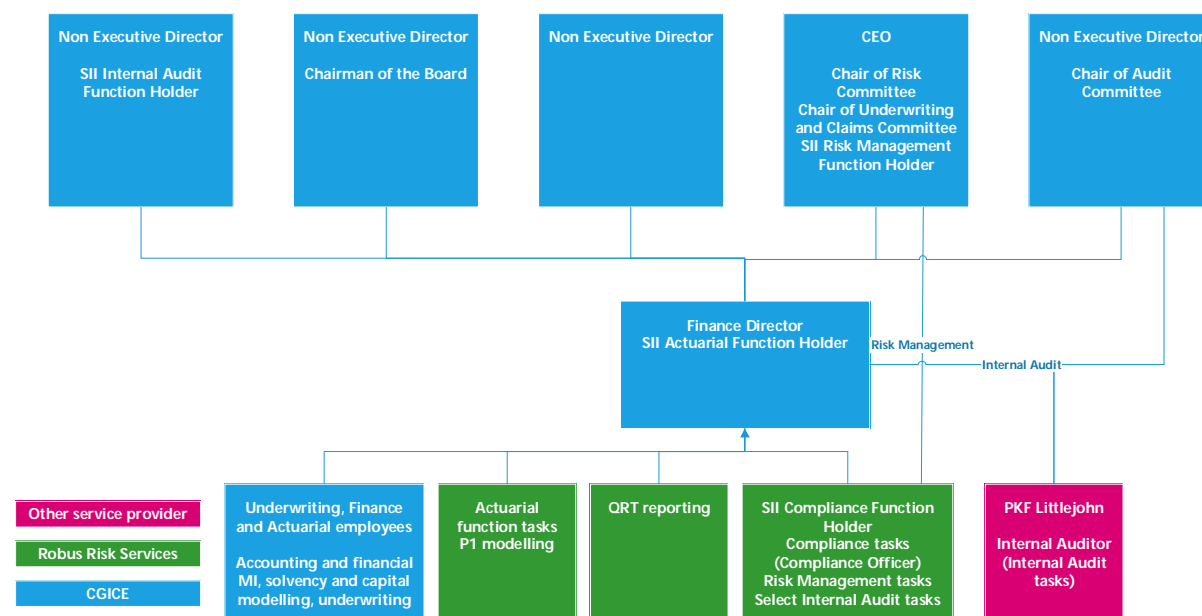 Non Executive Director
SII Internal Audit
Function Holder
Non Executive Director
Chairman of the Board
Non Executive Director
CEO
Chair of Risk
Committee
Chair of Underwriting
and Claims Committee
SII Risk Management
Function Holder
Non Executive Director
Chair of Audit
Committee
Finance Director
SII Actuarial Function Holder
Risk Management
Internal Audit
Other service provider
Robus Risk Services
CGICE
Underwriting, Finance
and Actuarial employees
Accounting and financial
MI, solvency and capital
modelling, underwriting
Actuarial
function tasks
P1 modelling
QRT reporting
SII Compliance Function
Holder
Compliance tasks
(Compliance Officer)
Risk Management tasks
Select Internal Audit tasks
PKF Littlejohn
Internal Auditor
(Internal Audit
tasks)